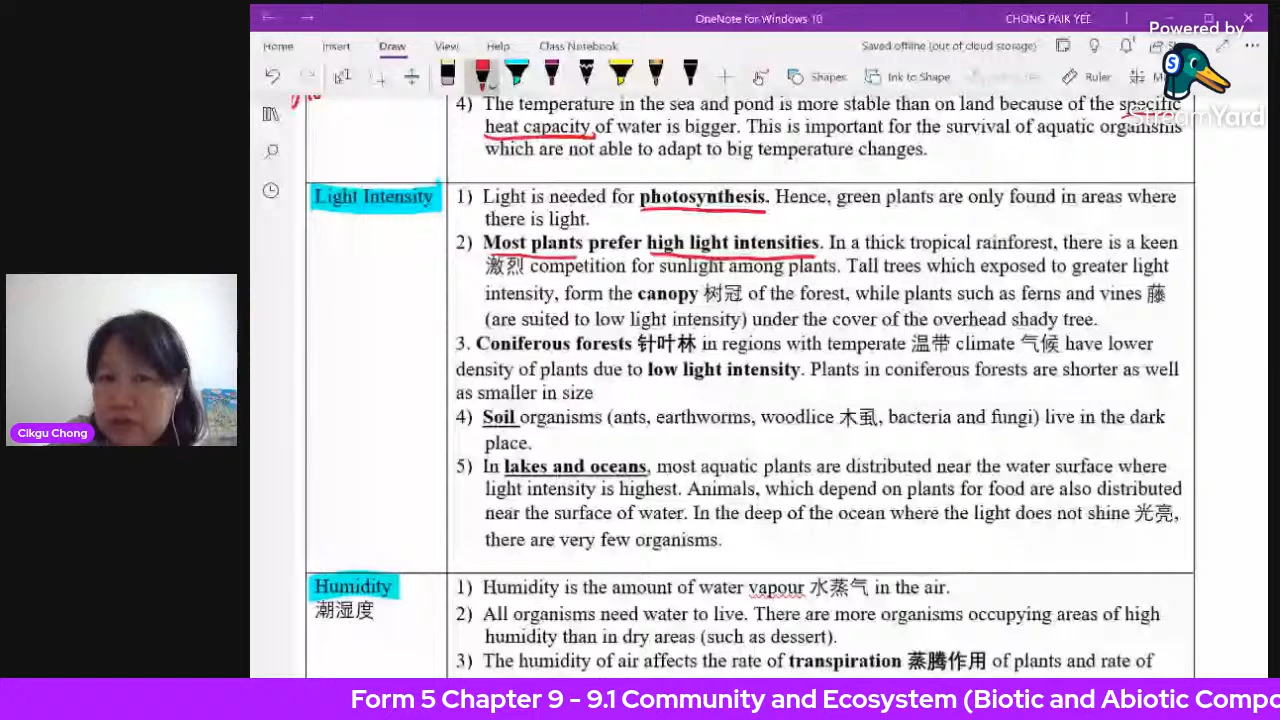 OneNote for Windows 10
CHONG PAIK YEE
Powered by
StreamYard
Home Insert Draw View Help Class Notebook
Saved offline (out of cloud storage)
Shapes Ink to Shape Ruler
4) The temperature in the sea and pond is more stable than on land because of the specific
heat capacity of water is bigger. This is important for the survival of aquatic organisms
which are not able to adapt to big temperature changes.
Light Intensity
1) Light is needed for photosynthesis. Hence, green plants are only found in areas where
there is light.
2) Most plants prefer high light intensities. In a thick tropical rainforest, there is a keen
激烈 competition for sunlight among plants. Tall trees which exposed to greater light
intensity, form the canopy 树冠 of the forest, while plants such as ferns and vines 藤
(are suited to low light intensity) under the cover of the overhead shady tree.
3. Coniferous forests 针叶林 in regions with temperate 温带 climate 气候 have lower
density of plants due to low light intensity. Plants in coniferous forests are shorter as well
as smaller in size
4) Soil organisms (ants, earthworms, woodlice 木虱, bacteria and fungi) live in the dark
place.
5) In lakes and oceans, most aquatic plants are distributed near the water surface where
light intensity is highest. Animals, which depend on plants for food are also distributed
near the surface of water. In the deep of the ocean where the light does not shine 光亮,
there are very few organisms.
Humidity
潮湿度
1) Humidity is the amount of water vapour 水蒸气 in the air.
2) All organisms need water to live. There are more organisms occupying areas of high
humidity than in dry areas (such as dessert).
3) The humidity of air affects the rate of transpiration 蒸腾作用 of plants and rate of
Cikgu Chong
Form 5 Chapter 9 - 9.1 Community and Ecosystem (Biotic and Abiotic Compo